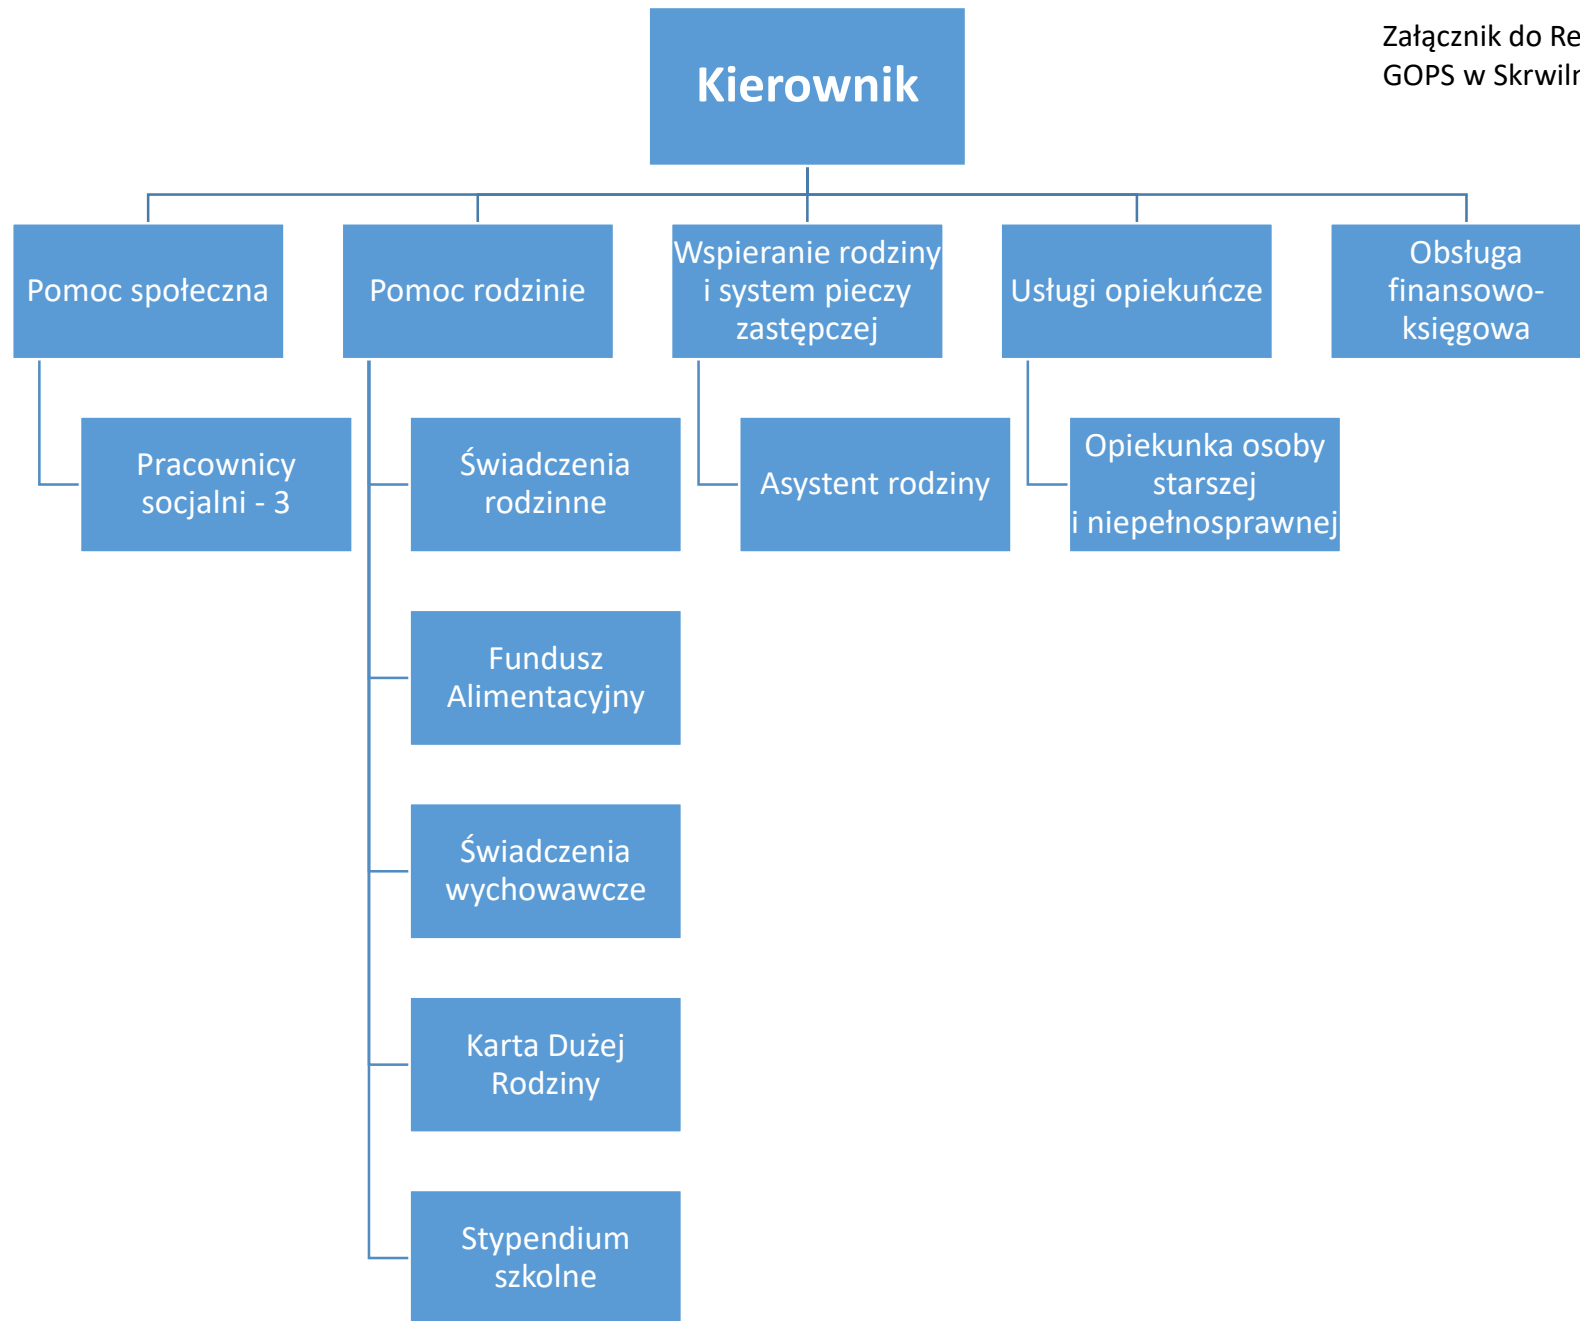 Załącznik do Re
GOPS w Skrwiln
Kierownik
Pomoc społeczna
Pomoc rodzinie
Wspieranie rodziny
i system pieczy
zastępczej
Usługi opiekuńcze
Obsługa
finansowo-
księgowa
Pracownicy
socjalni - 3
Świadczenia
rodzinne
Asystent rodziny
Opiekunka osoby
starszej
i niepełnosprawnej
Fundusz
Alimentacyjny
Świadczenia
wychowawcze
Karta Dużej
Rodziny
Stypendium
szkolne